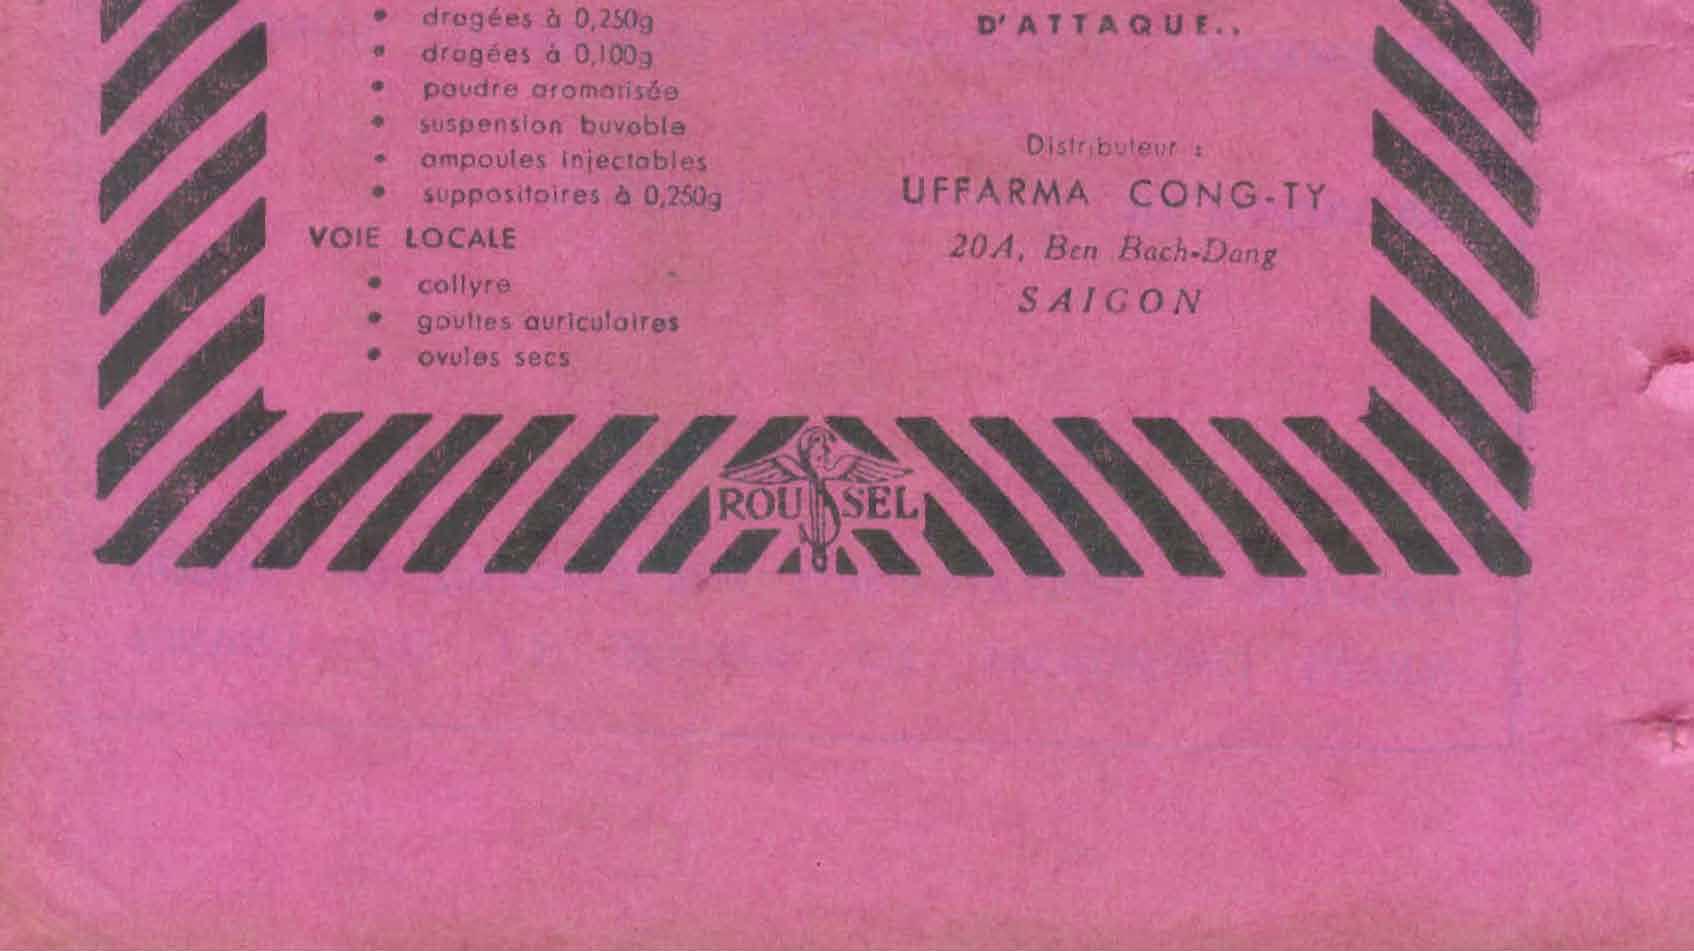 • dragées à 0,250g
• dragées à 0,100g
• poudre aromatisée
• suspension buvable
• ampoules injectables
• suppositoires à 0,250g
VOIE LOCALE
• collyre
• gouttes auriculaires
• ovules secs
D'ATTAQUE..
Distributeur :
UFFARMA CONG-TY
20A, Ben Bach-Dang
SAIGON
ROUSSEL